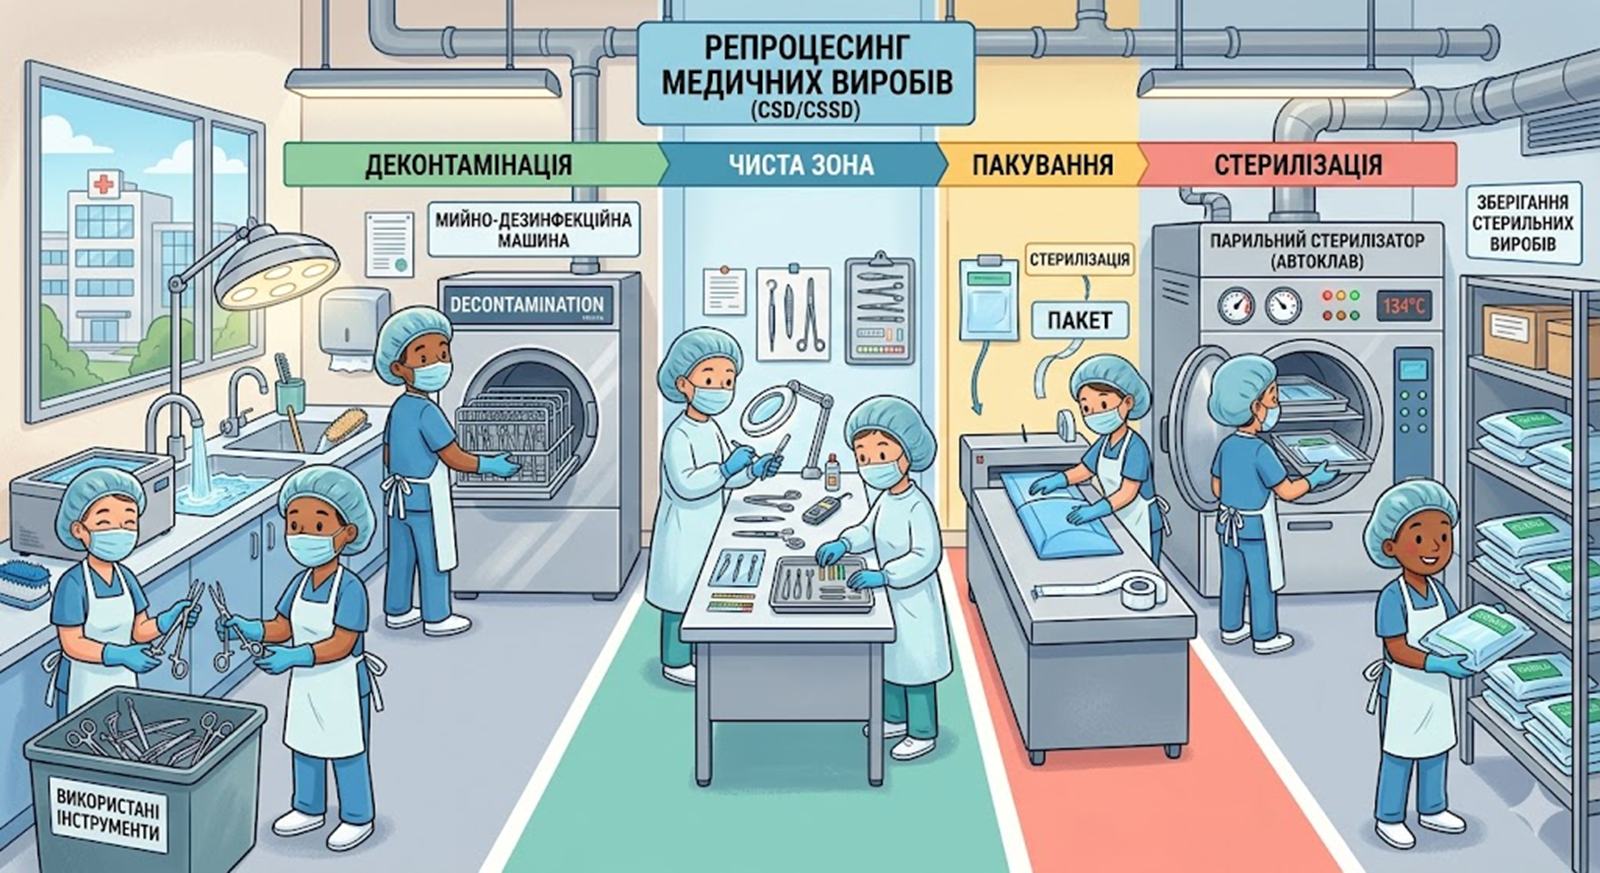 РЕПРОЦЕСИНГ
МЕДИЧНИХ ВИРОБІВ
(CSD/CSSD)
ДЕКОНТАМІНАЦІЯ
ЧИСТА ЗОНА
ПАКУВАННЯ
СТЕРИЛІЗАЦІЯ
МИЙНО-ДЕЗИНФЕКЦІЙНА
МАШИНА
DECONTAMINATION
СТЕРИЛІЗАЦІЯ
ПАКЕТ
ПАРИЛЬНИЙ СТЕРИЛІЗАТОР
(АВТОКЛАВ)
134°C
ЗБЕРІГАННЯ
СТЕРИЛЬНИХ
ВИРОБІВ
ВИКОРИСТАНІ
ІНСТРУМЕНТИ